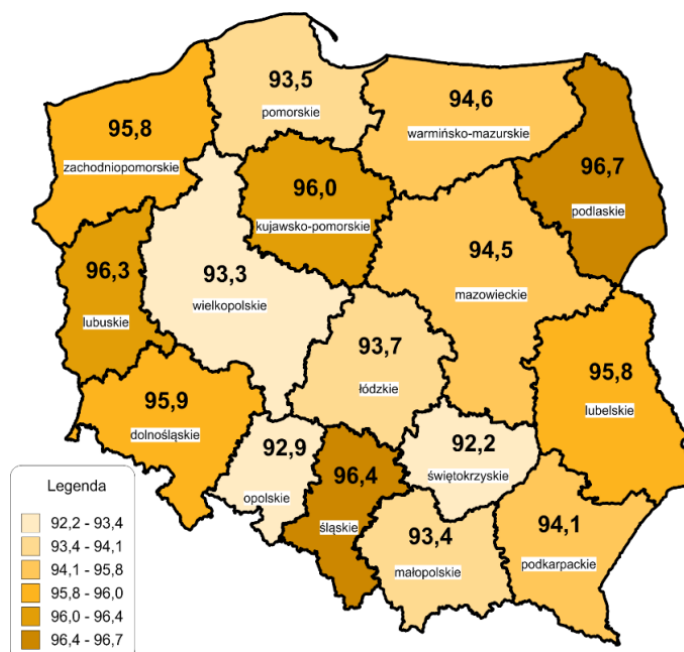 93,5
pomorskie
94,6
warmińsko-mazurskie
95,8
zachodniopomorskie
96,7
podlaskie
96,0
kujawsko-pomorskie
94,5
mazowieckie
96,3
lubuskie
93,3
wielkopolskie
93,7
łódzkie
95,8
lubelskie
95,9
dolnośląskie
92,9
opolskie
96,4
śląskie
92,2
świętokrzyskie
93,4
małopolskie
94,1
podkarpackie
Legenda
92,2 - 93,4
93,4 - 94,1
94,1 - 95,8
95,8 - 96,0
96,0 - 96,4
96,4 - 96,7